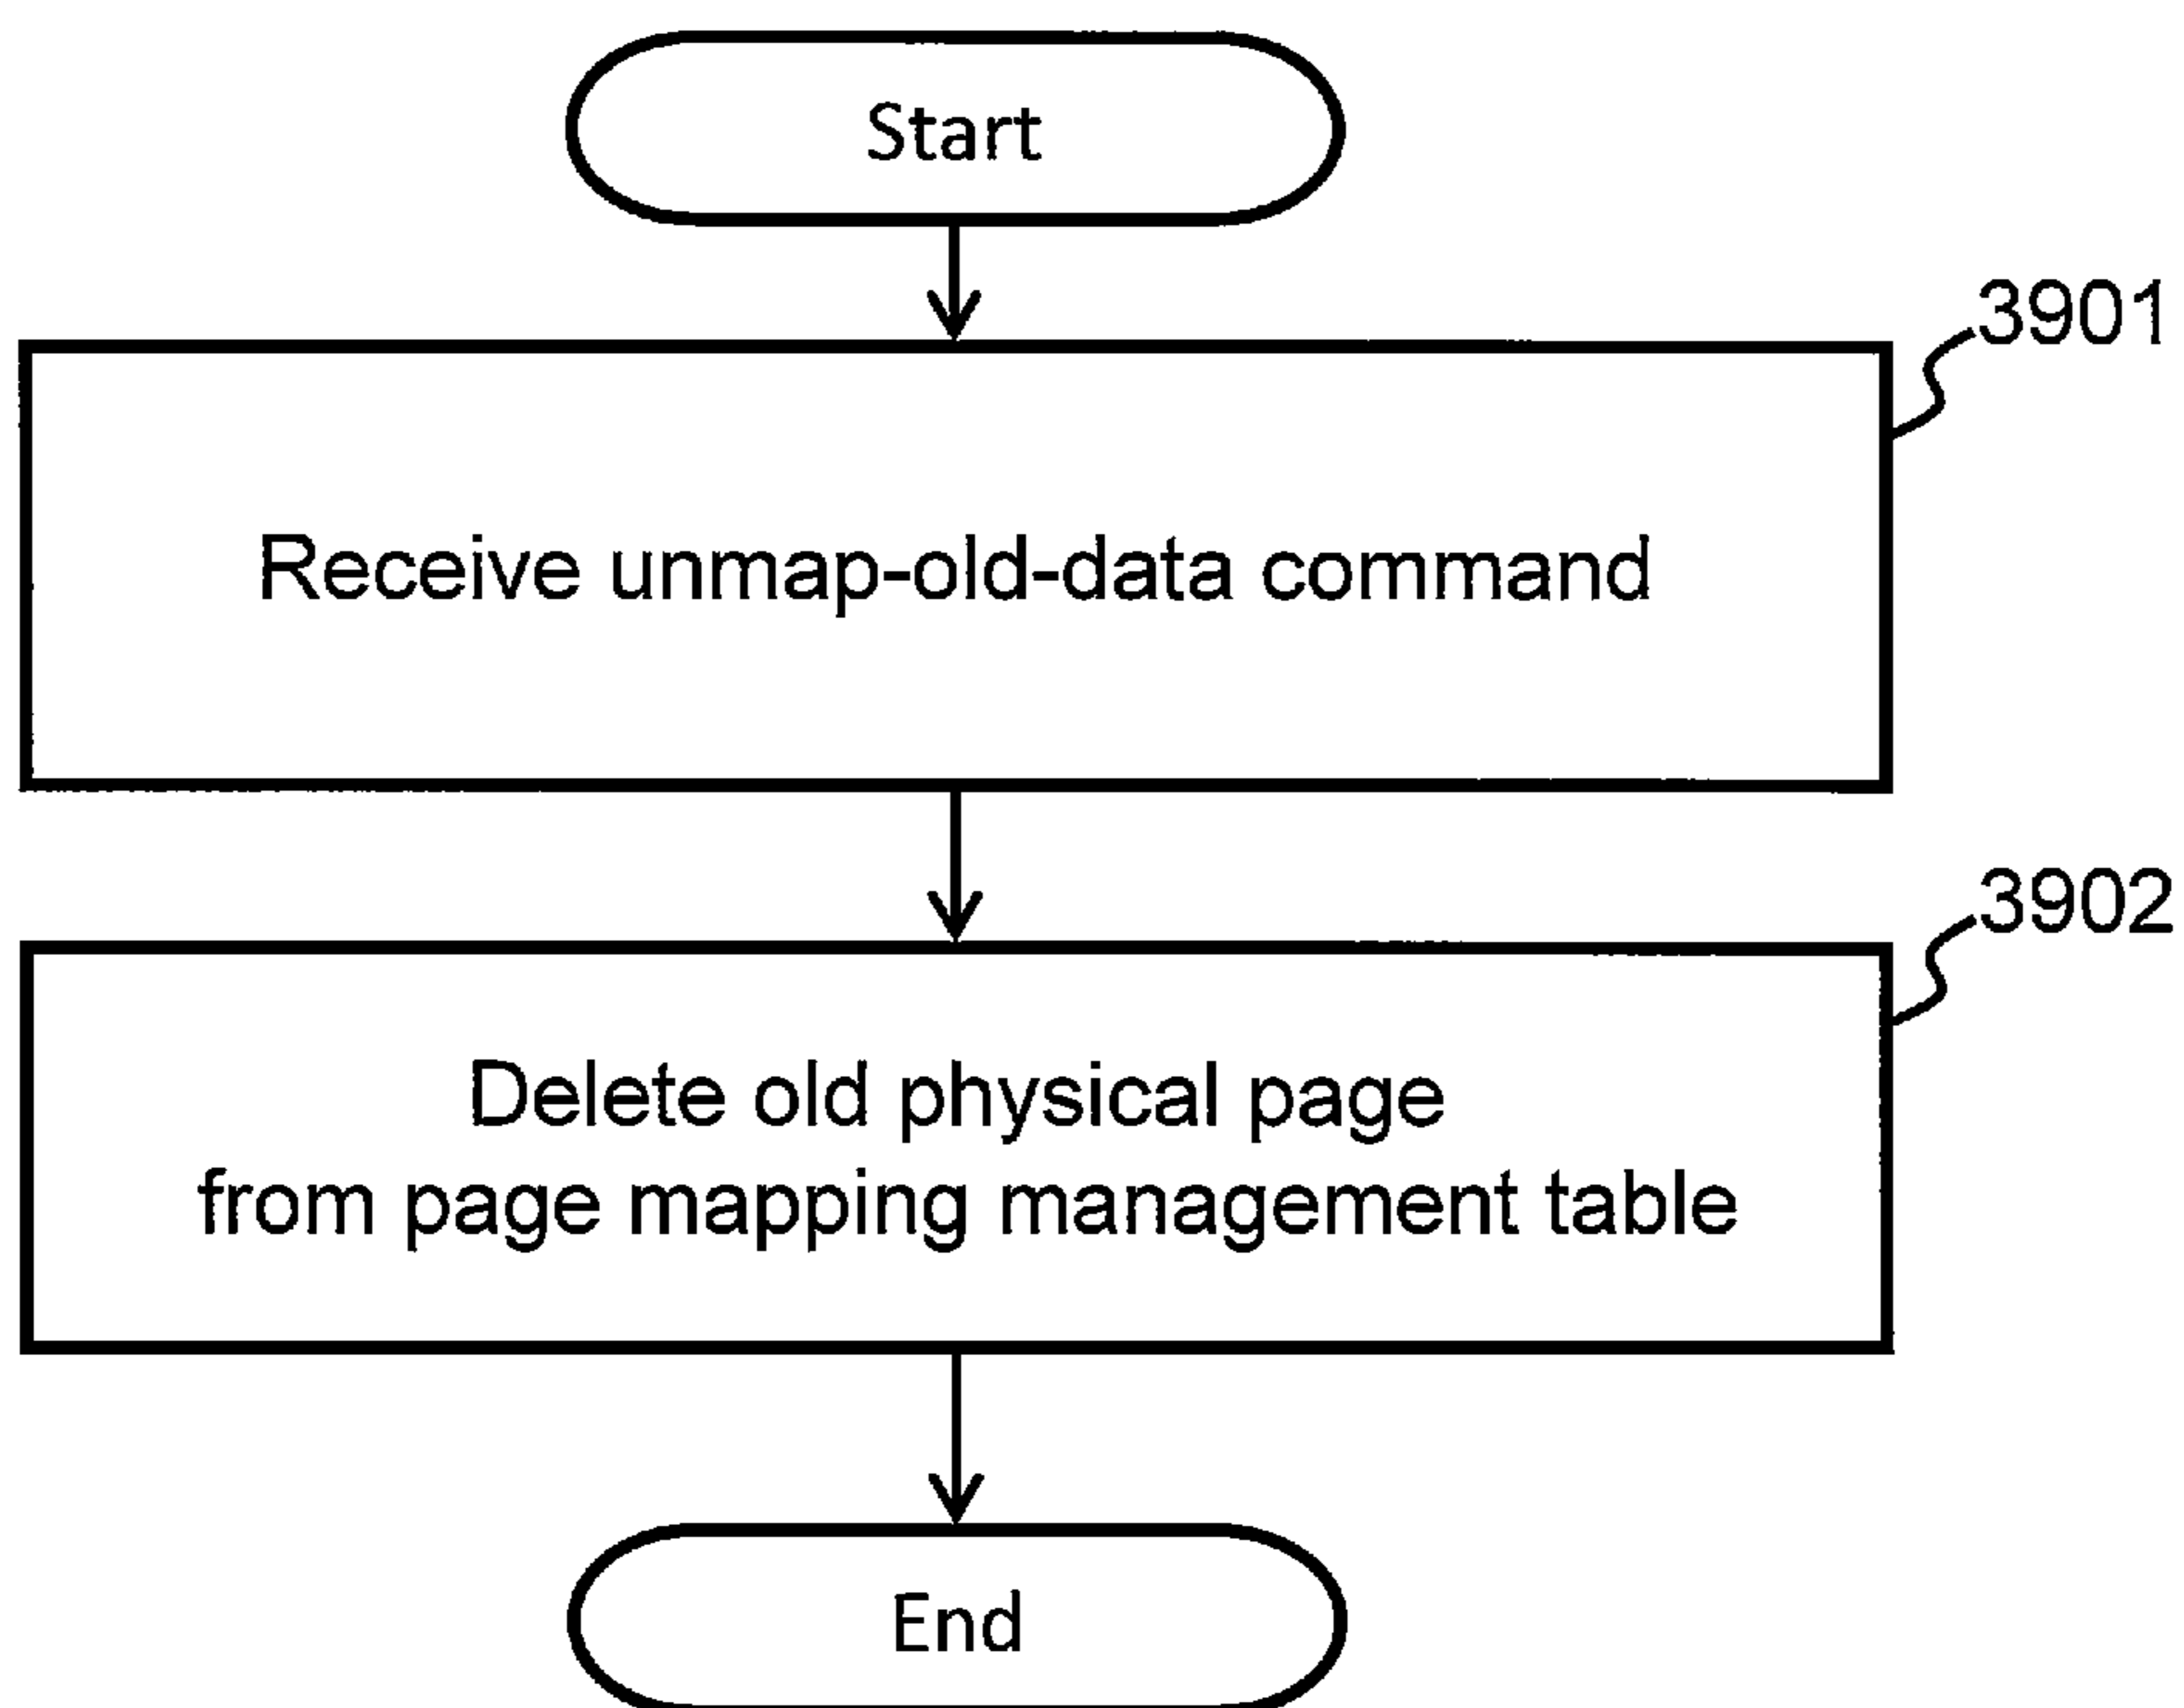 Start
3901
Receive unmap-old-data command
3902
Delete old physical page
from page mapping management table
End